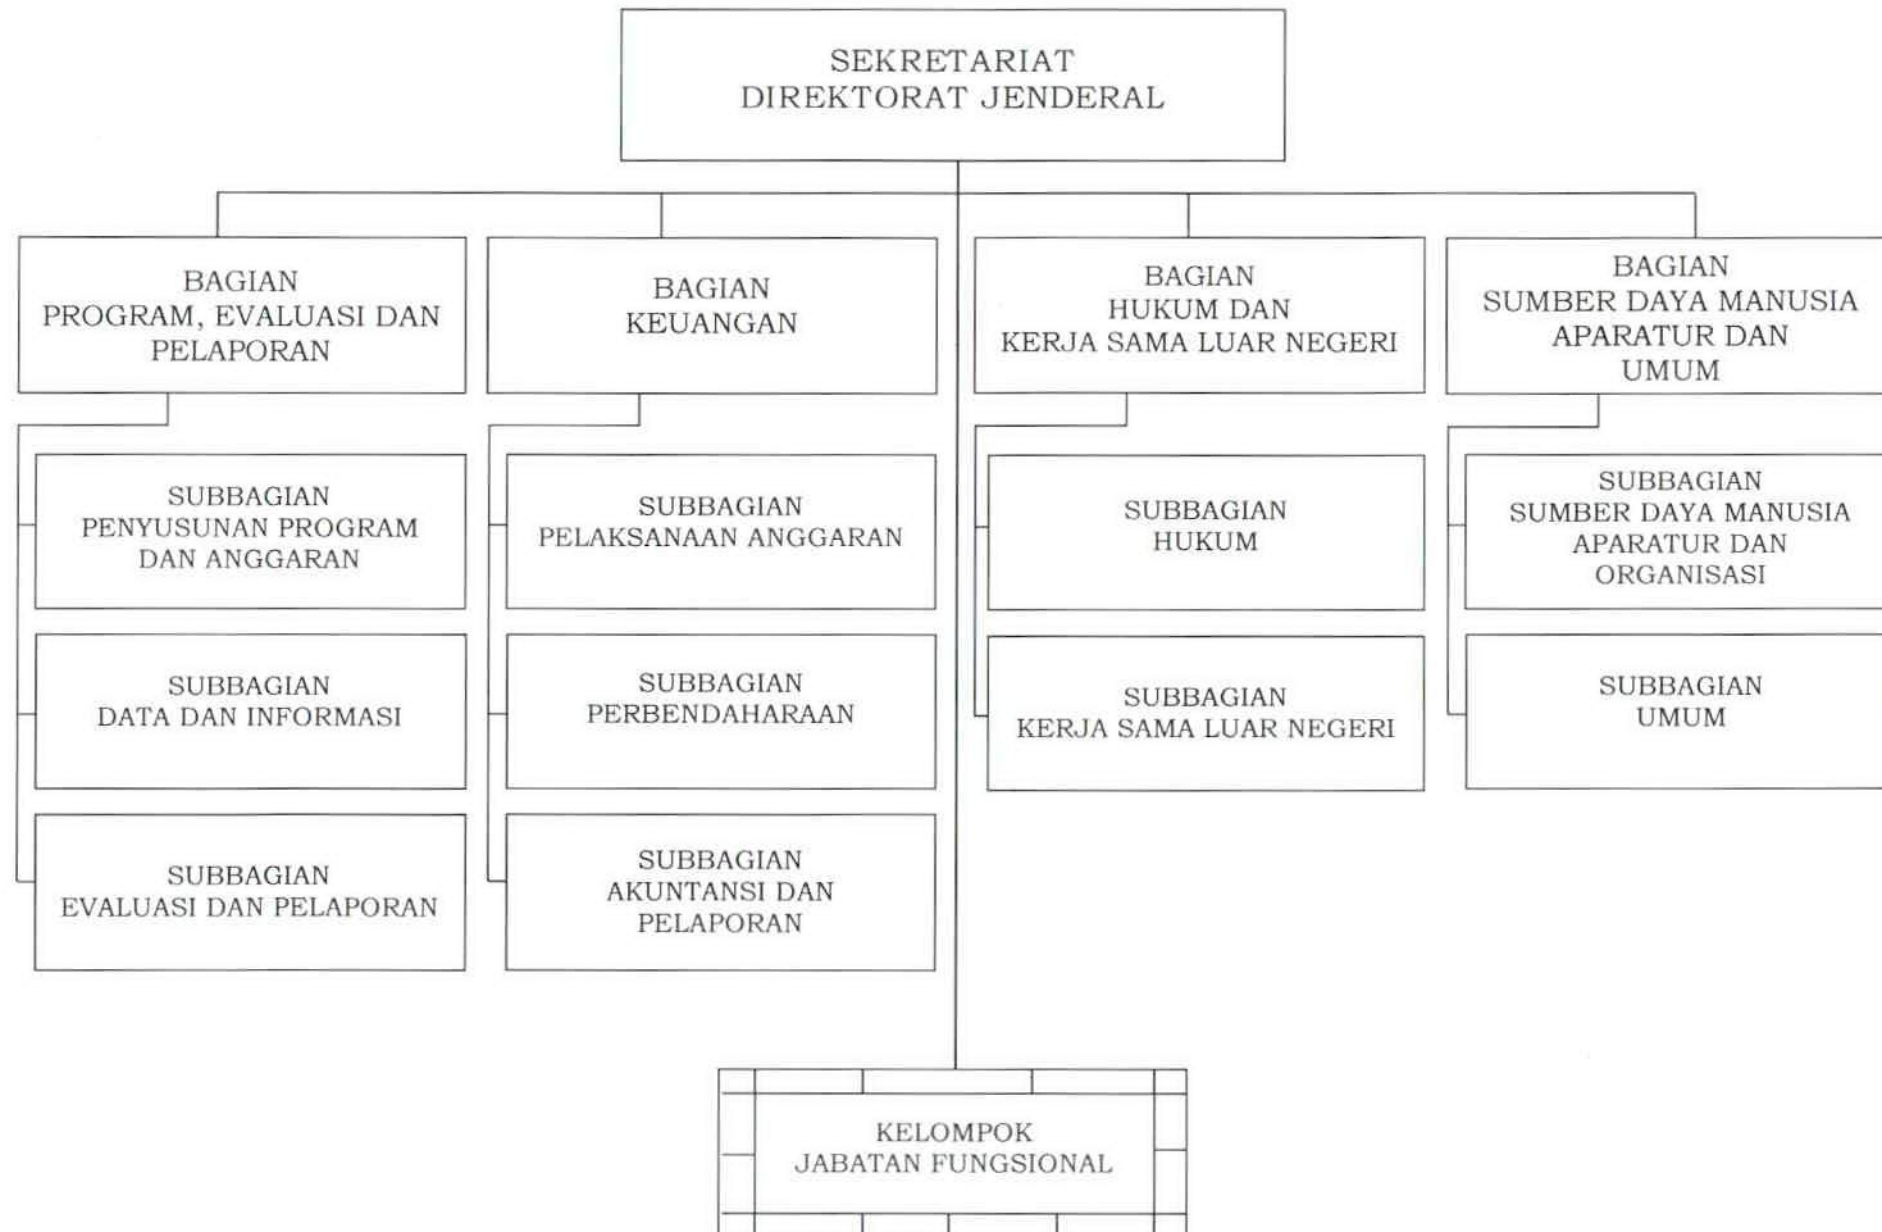 SEKRETARIAT
DIREKTORAT JENDERAL
BAGIAN
PROGRAM, EVALUASI DAN
PELAPORAN
BAGIAN
KEUANGAN
BAGIAN
HUKUM DAN
KERJA SAMA LUAR NEGERI
BAGIAN
SUMBER DAYA MANUSIA
APARATUR DAN
UMUM
SUBBAGIAN
PENYUSUNAN PROGRAM
DAN ANGGARAN
SUBBAGIAN
PELAKSANAAN ANGGARAN
SUBBAGIAN
HUKUM
SUBBAGIAN
SUMBER DAYA MANUSIA
APARATUR DAN
ORGANISASI
SUBBAGIAN
DATA DAN INFORMASI
SUBBAGIAN
PERBENDAHARAAN
SUBBAGIAN
KERJA SAMA LUAR NEGERI
SUBBAGIAN
UMUM
SUBBAGIAN
EVALUASI DAN PELAPORAN
SUBBAGIAN
AKUNTANSI DAN
PELAPORAN
KELOMPOK
JABATAN FUNGSIONAL